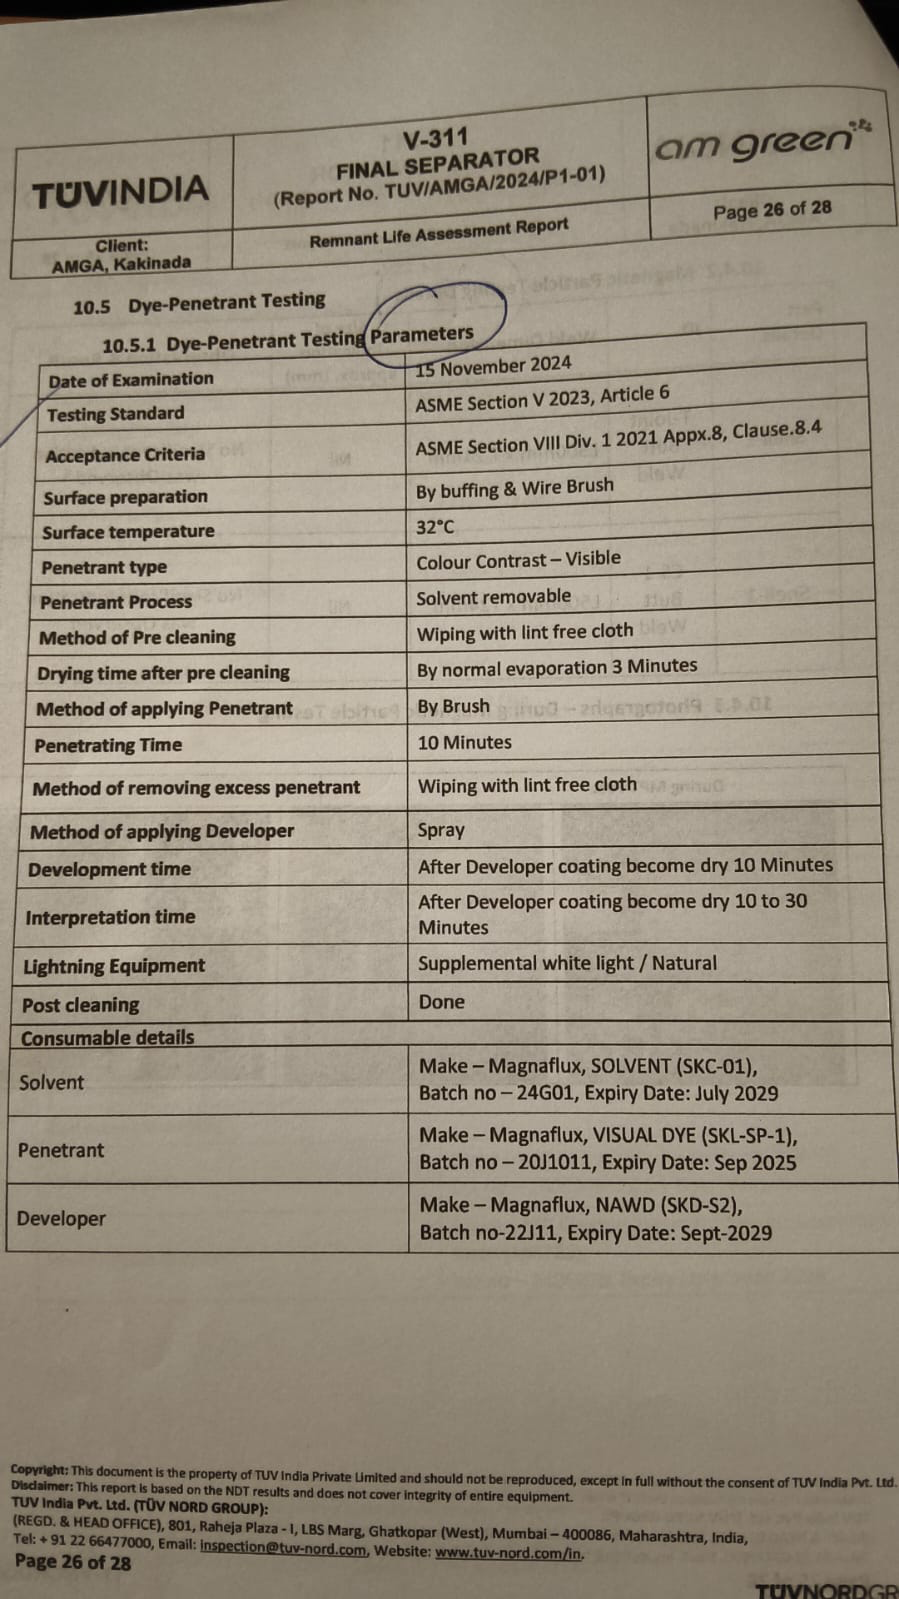 TÜVINDIA
V-311
FINAL SEPARATOR
(Report No. TUV/AMGA/2024/P1-01)
am green
Client:
AMGA, Kakinada
Remnant Life Assessment Report
Page 26 of 28
10.5 Dye-Penetrant Testing
10.5.1 Dye-Penetrant Testing Parameters
Date of Examination 15 November 2024
Testing Standard ASME Section V 2023, Article 6
Acceptance Criteria ASME Section VIII Div. 1 2021 Appx.8, Clause.8.4
Surface preparation By buffing & Wire Brush
Surface temperature 32°C
Penetrant type Colour Contrast – Visible
Penetrant Process Solvent removable
Method of Pre cleaning Wiping with lint free cloth
Drying time after pre cleaning By normal evaporation 3 Minutes
Method of applying Penetrant By Brush
Penetrating Time 10 Minutes
Method of removing excess penetrant Wiping with lint free cloth
Method of applying Developer Spray
Development time After Developer coating become dry 10 Minutes
Interpretation time After Developer coating become dry 10 to 30
Minutes
Lightning Equipment Supplemental white light / Natural
Post cleaning Done
Consumable details
Solvent Make – Magnaflux, SOLVENT (SKC-01),
Batch no – 24G01, Expiry Date: July 2029
Penetrant Make – Magnaflux, VISUAL DYE (SKL-SP-1),
Batch no – 20J1011, Expiry Date: Sep 2025
Developer Make – Magnaflux, NAWD (SKD-S2),
Batch no-22J11, Expiry Date: Sept-2029
Copyright: This document is the property of TUV India Private Limited and should not be reproduced, except in full without the consent of TUV India Pvt. Ltd.
Disclaimer: This report is based on the NDT results and does not cover integrity of entire equipment.
TUV India Pvt. Ltd. (TÜV NORD GROUP):
(REGD. & HEAD OFFICE), 801, Raheja Plaza - I, LBS Marg, Ghatkopar (West), Mumbai – 400086, Maharashtra, India,
Tel: + 91 22 66477000, Email: inspection@tuv-nord.com, Website: www.tuv-nord.com/in.
Page 26 of 28
TÜVNORDGR